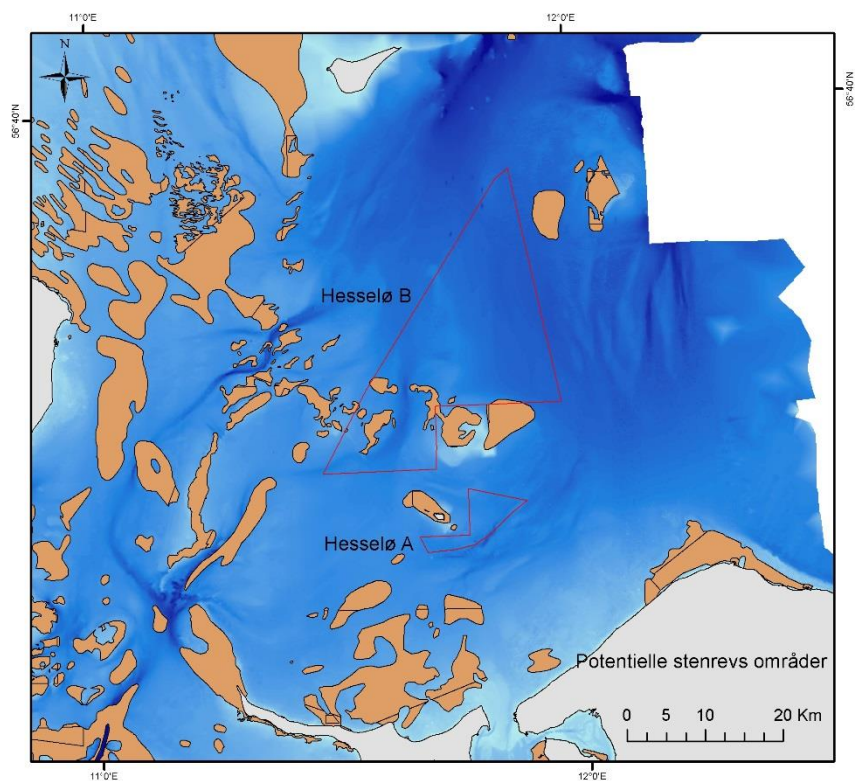 11°0'E
12°0'E
N
56°40'N
56°40'N
Hesselø B
Hesselø A
Potentielle stenrevs områder
0 5 10 20 Km
11°0'E
12°0'E